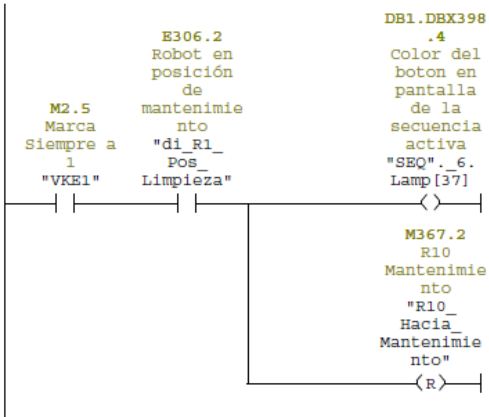 M2.5
Marca
Siempre a
1
"VKE1"
E306.2
Robot en
posición
de
mantenimie
nto
"di_R1_
Pos_
Limpieza"
DB1.DBX398
.4
Color del
boton en
pantalla
de la
secuencia
activa
"SEQ"._6.
Lamp[37]
M367.2
R10
Mantenimie
nto
"R10_
Hacia_
Mantenimie
nto"
R